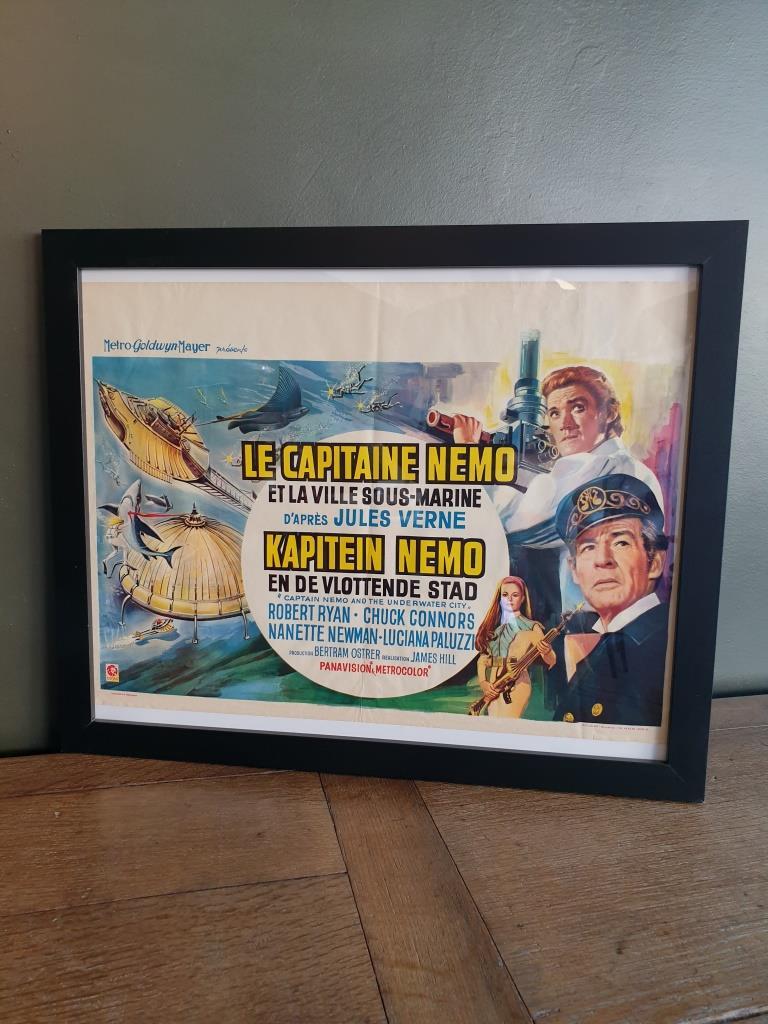 Metro-Goldwyn-Mayer présente
LE CAPITAINE NEMO
ET LA VILLE SOUS-MARINE
D'APRÈS JULES VERNE
KAPITEIN NEMO
EN DE VLOTTENDE STAD
"CAPTAIN NEMO AND THE UNDERWATER CITY"
ROBERT RYAN • CHUCK CONNORS
NANETTE NEWMAN-LUCIANA PALUZZI
PRODUCTION BERTRAM OSTRER RÉALISATION JAMES HILL
PANAVISION® METROCOLOR®